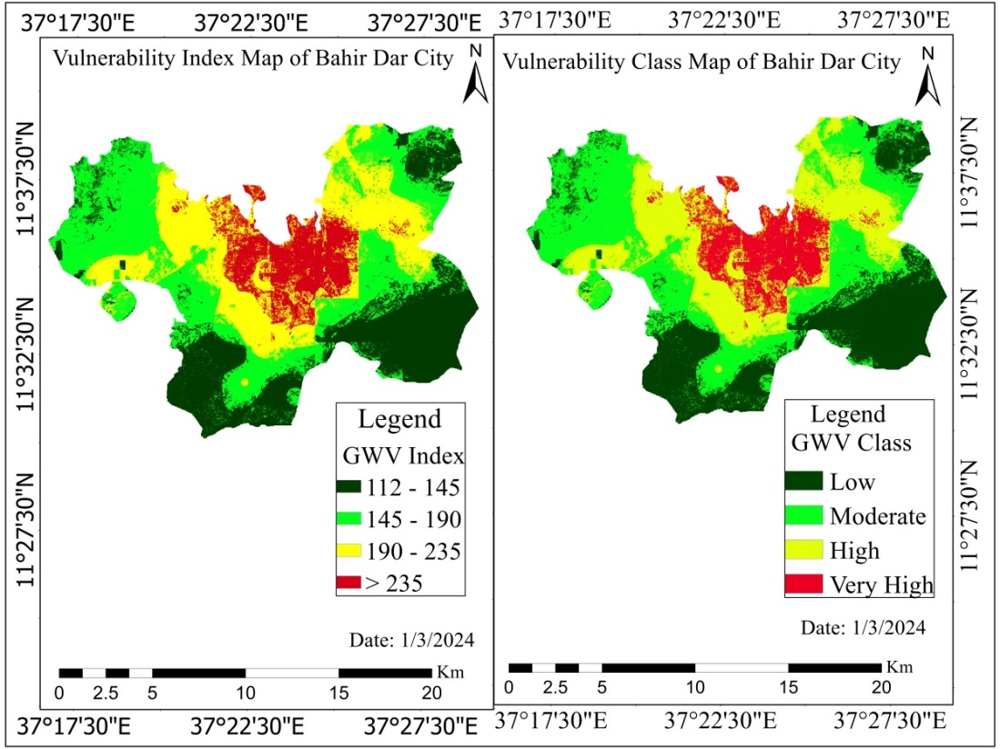 37°17'30"E 37°22'30"E 37°27'30"E
37°17'30"E 37°22'30"E 37°27'30"E
Vulnerability Index Map of Bahir Dar City
N
11°37'30"N
11°32'30"N
11°27'30"N
Legend
GWV Index
112 - 145
145 - 190
190 - 235
> 235
Date: 1/3/2024
Km
0 2.5 5 10 15 20
37°17'30"E 37°22'30"E 37°27'30"E
Vulnerability Class Map of Bahir Dar City
N
11°37'30"N
11°32'30"N
11°27'30"N
Legend
GWV Class
Low
Moderate
High
Very High
Date: 1/3/2024
Km
0 2.5 5 10 15 20
37°17'30"E 37°22'30"E 37°27'30"E